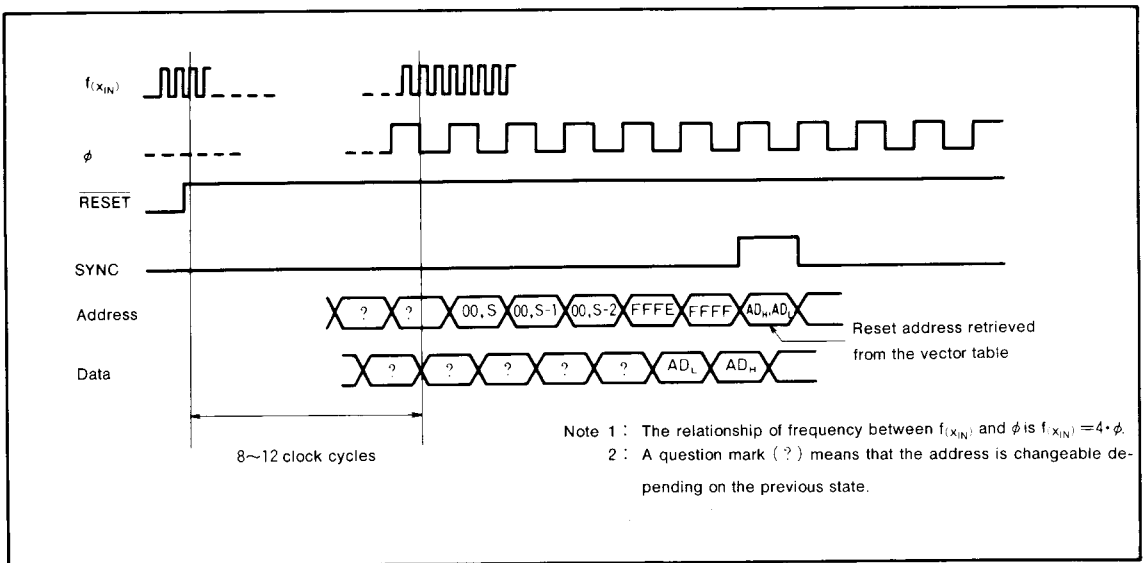 f(XIN)
φ
RESET
SYNC
Address
? ? 00,S 00,S-1 00,S-2 FFFE FFFF ADH,ADL
Reset address retrieved
from the vector table
Data
? ? ? ? ? ADL ADH
8~12 clock cycles
Note 1 : The relationship of frequency between f(XIN) and φ is f(XIN) =4·φ.
2 : A question mark (?) means that the address is changeable de-
pending on the previous state.